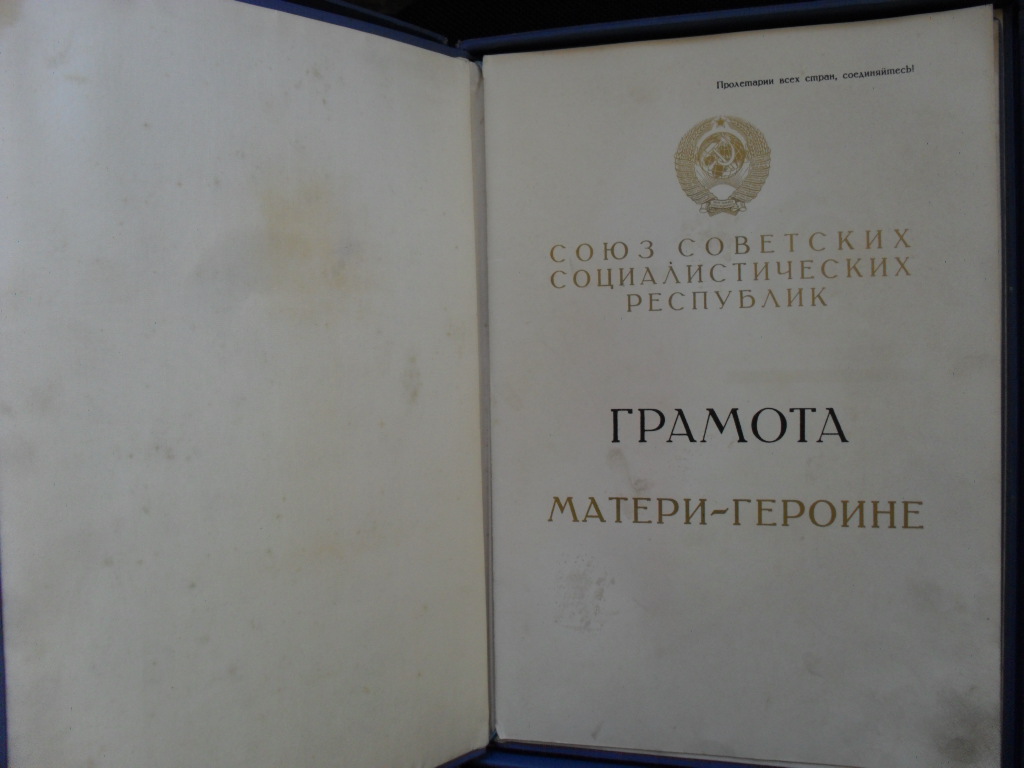 Пролетарии всех стран, соединяйтесь!
СОЮЗ СОВЕТСКИХ
СОЦИАЛИСТИЧЕСКИХ
РЕСПУБЛИК
ГРАМОТА
МАТЕРИ-ГЕРОИНЕ